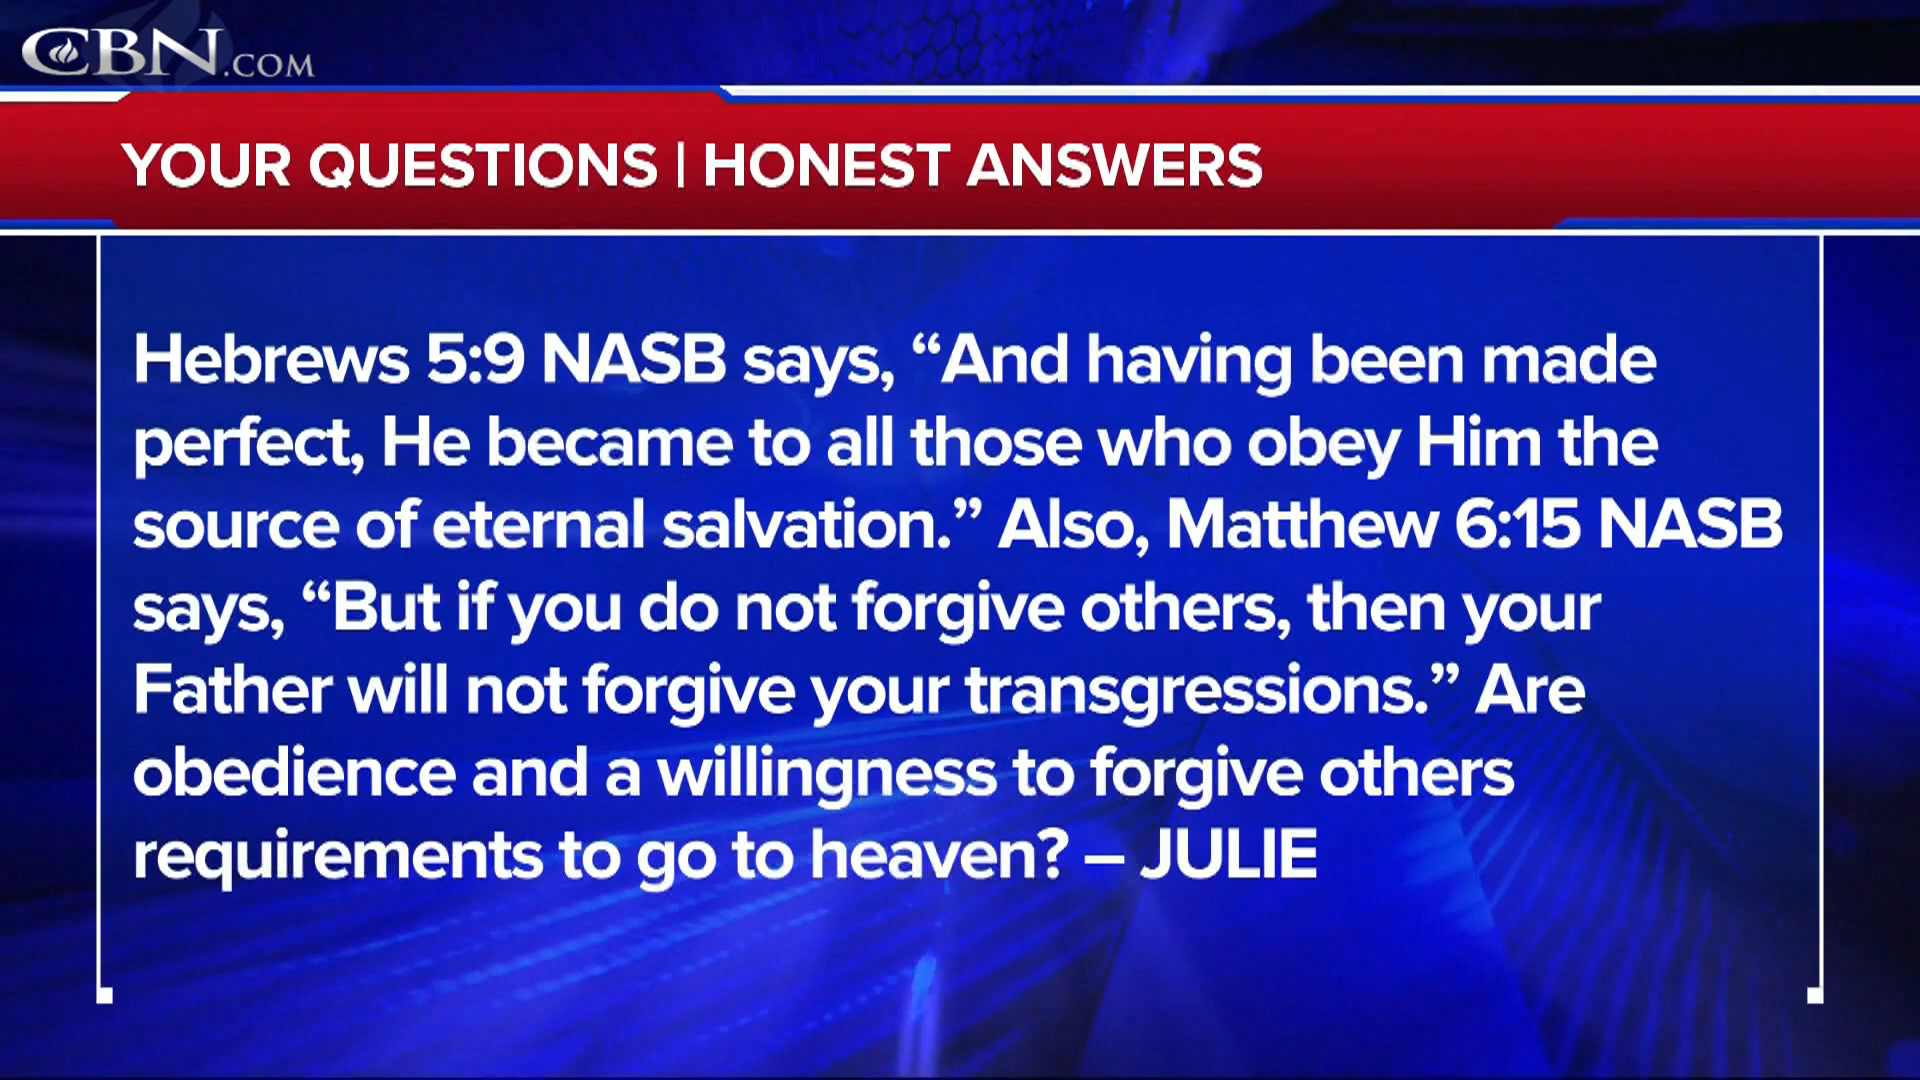 CBN.COM
YOUR QUESTIONS | HONEST ANSWERS
Hebrews 5:9 NASB says, “And having been made
perfect, He became to all those who obey Him the
source of eternal salvation.” Also, Matthew 6:15 NASB
says, “But if you do not forgive others, then your
Father will not forgive your transgressions.” Are
obedience and a willingness to forgive others
requirements to go to heaven? – JULIE